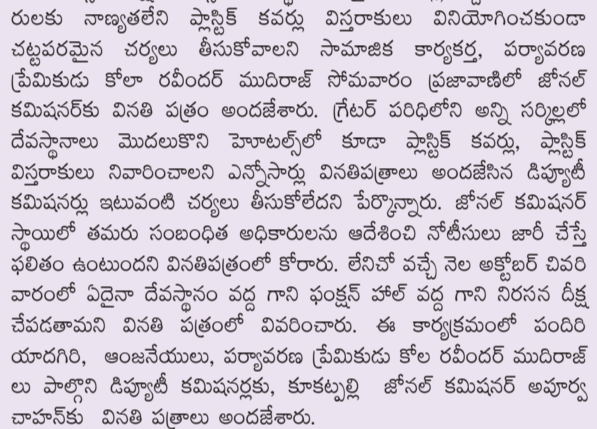 రులకు నాణ్యతలేని ప్లాస్టిక్ కవర్లు విస్తరాకులు వినియోగించకుండా
చట్టపరమైన చర్యలు తీసుకోవాలని సామాజిక కార్యకర్త, పర్యావరణ
ప్రేమికుడు కోలా రవీందర్ ముదిరాజ్ సోమవారం ప్రజావాణిలో జోనల్
కమిషనర్‌కు వినతి పత్రం అందజేశారు. గ్రేటర్ పరిధిలోని అన్ని సర్కిల్లలో
దేవస్థానాలు మొదలుకొని హెూటల్స్‌లో కూడా ప్లాస్టిక్ కవర్లు, ప్లాస్టిక్
విస్తరాకులు నివారించాలని ఎన్నోసార్లు వినతిపత్రాలు అందజేసిన డిప్యూటీ
కమిషనర్లు ఇటువంటి చర్యలు తీసుకోలేదని పేర్కొన్నారు. జోనల్ కమిషనర్
స్థాయిలో తమరు సంబంధిత అధికారులను ఆదేశించి నోటీసులు జారీ చేస్తే
ఫలితం ఉంటుందని వినతిపత్రంలో కోరారు. లేనిచో వచ్చే నెల అక్టోబర్ చివరి
వారంలో ఏదైనా దేవస్థానం వద్ద గాని ఫంక్షన్ హాల్ వద్ద గాని నిరసన దీక్ష
చేపడతామని వినతి పత్రంలో వివరించారు. ఈ కార్యక్రమంలో పందిరి
యాదగిరి, ఆంజనేయులు, పర్యావరణ ప్రేమికుడు కోల రవీందర్ ముదిరాజ్
లు పాల్గొని డిప్యూటీ కమిషనర్లకు, కూకట్పల్లి జోనల్ కమిషనర్ అపూర్వ
చాహన్‌కు వినతి పత్రాలు అందజేశారు.